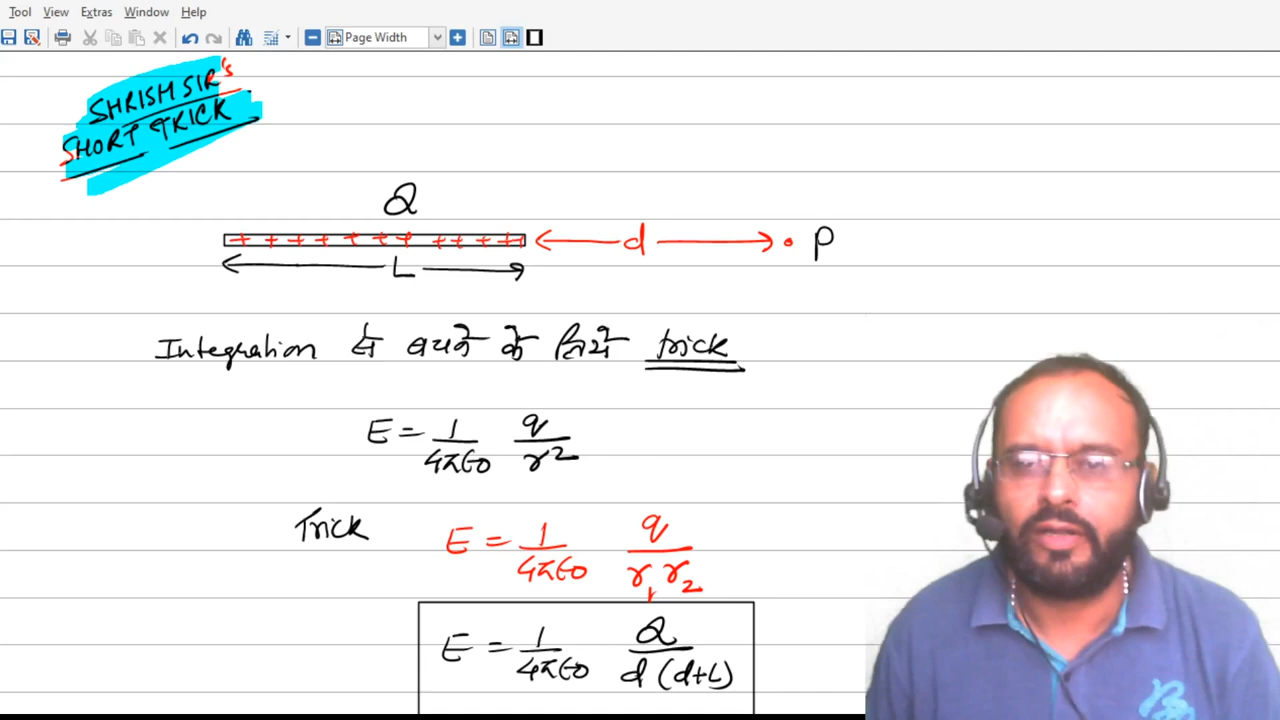 Tool View Extras Window Help
Page Width
SHRISH SIR's
SHORT TRICK
Q
d
P
L
Integration से बचने के लिये trick
E = 1/4πϵ0 q/r²
Trick E = 1/4πϵ0 q/r₁r₂
E = 1/4πϵ0 Q/d(d+L)